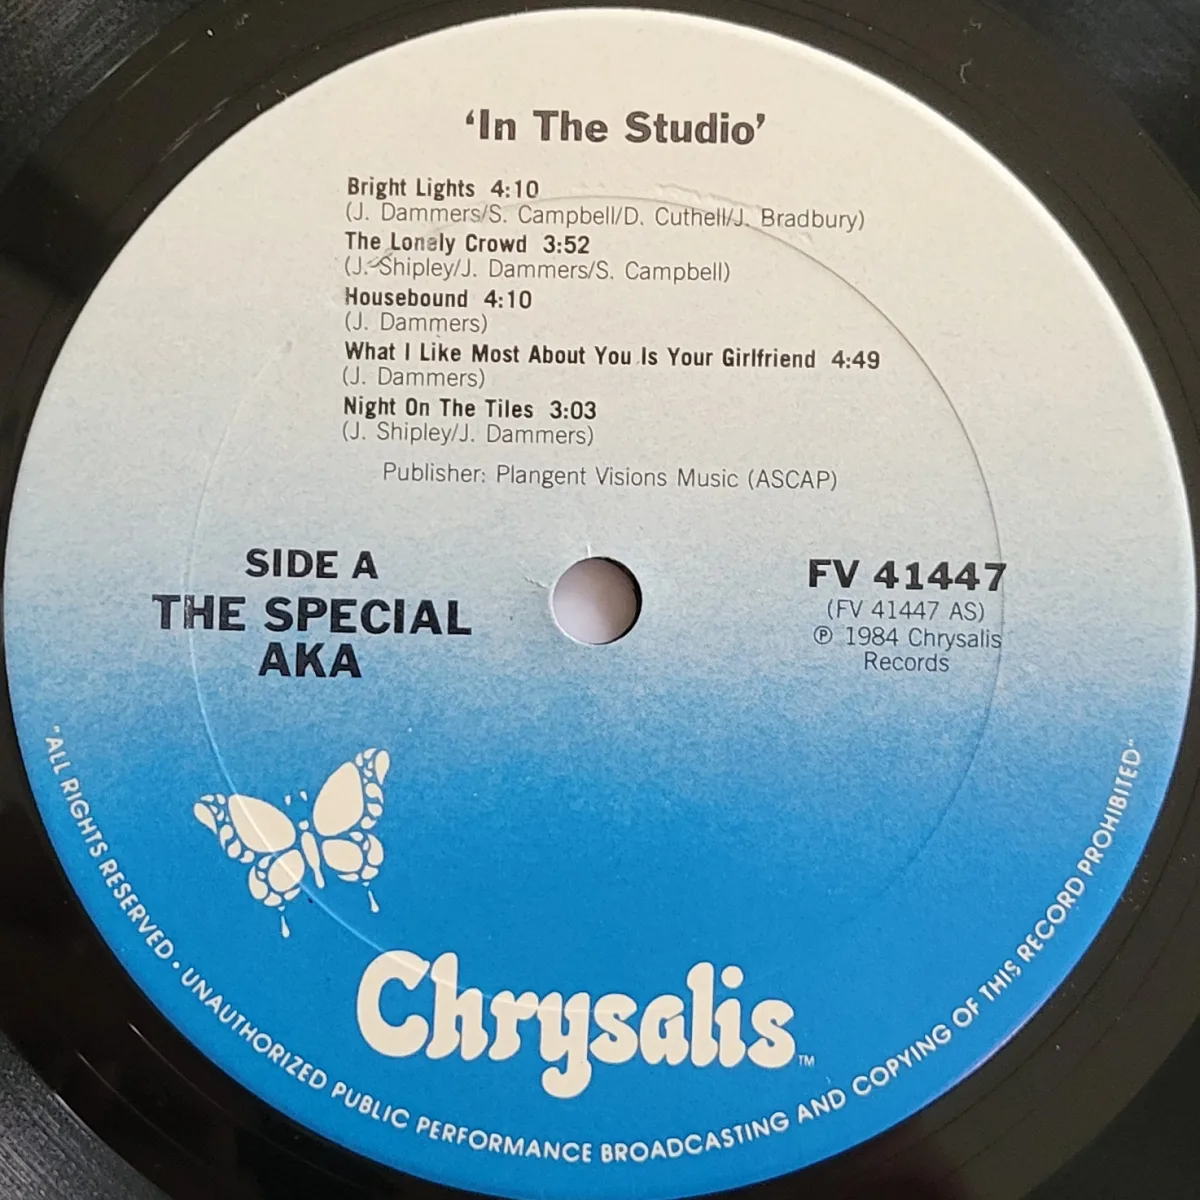 'In The Studio'
Bright Lights 4:10
(J. Dammers/S. Campbell/D. Cuthell/J. Bradbury)
The Lonely Crowd 3:52
(J. Shipley/J. Dammers/S. Campbell)
Housebound 4:10
(J. Dammers)
What I Like Most About You Is Your Girlfriend 4:49
(J. Dammers)
Night On The Tiles 3:03
(J. Shipley/J. Dammers)
Publisher: Plangent Visions Music (ASCAP)
SIDE A
THE SPECIAL
AKA
FV 41447
(FV 41447 AS)
℗ 1984 Chrysalis
Records
Chrysalis™
"ALL RIGHTS RESERVED · UNAUTHORIZED PUBLIC PERFORMANCE BROADCASTING AND COPYING OF THIS RECORD PROHIBITED"